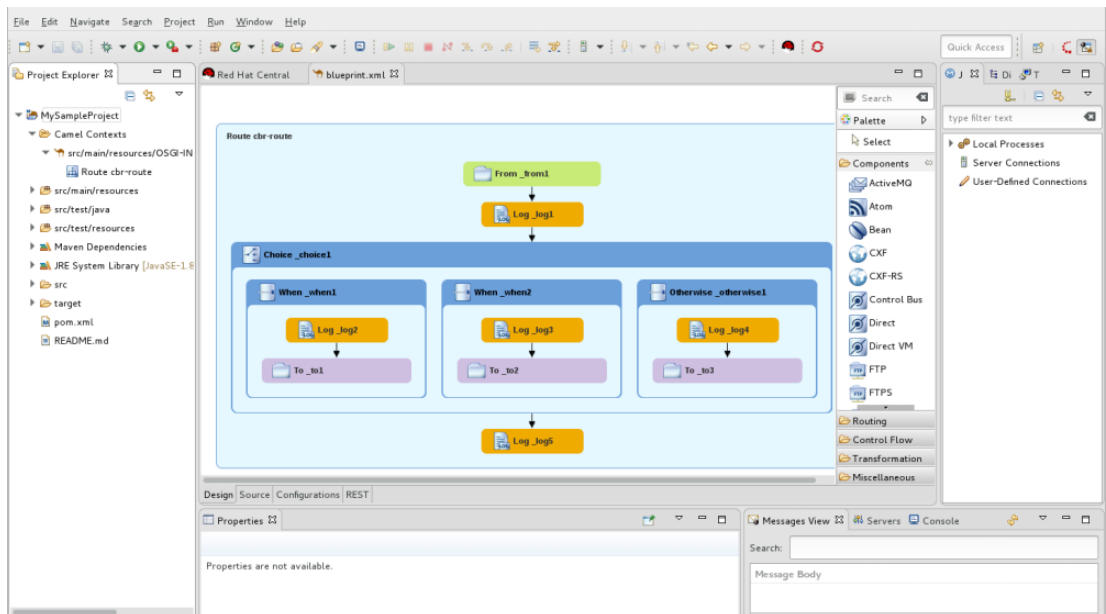 File Edit Navigate Search Project Run Window Help
Quick Access
Project Explorer
MySampleProject
Camel Contexts
src/main/resources/OSGI-IN
Route cbr-route
src/main/resources
src/test/java
src/test/resources
Maven Dependencies
JRE System Library [JavaSE-1.8
src
target
pom.xml
README.md
Red Hat Central
blueprint.xml
Route cbr-route
From _from1
Log _log1
Choice _choice1
When _when1
When _when2
Otherwise _otherwise1
Log _log2
Log _log3
Log _log4
To _to1
To _to2
To _to3
Log _log5
Search
Palette
Select
Components
ActiveMQ
Atom
Bean
CXF
CXF-RS
Control Bus
Direct
Direct VM
FTP
FTPS
Routing
Control Flow
Transformation
Miscellaneous
Design Source Configurations REST
J Di T
type filter text
Local Processes
Server Connections
User-Defined Connections
Properties
Properties are not available.
Messages View Servers Console
Search:
Message Body